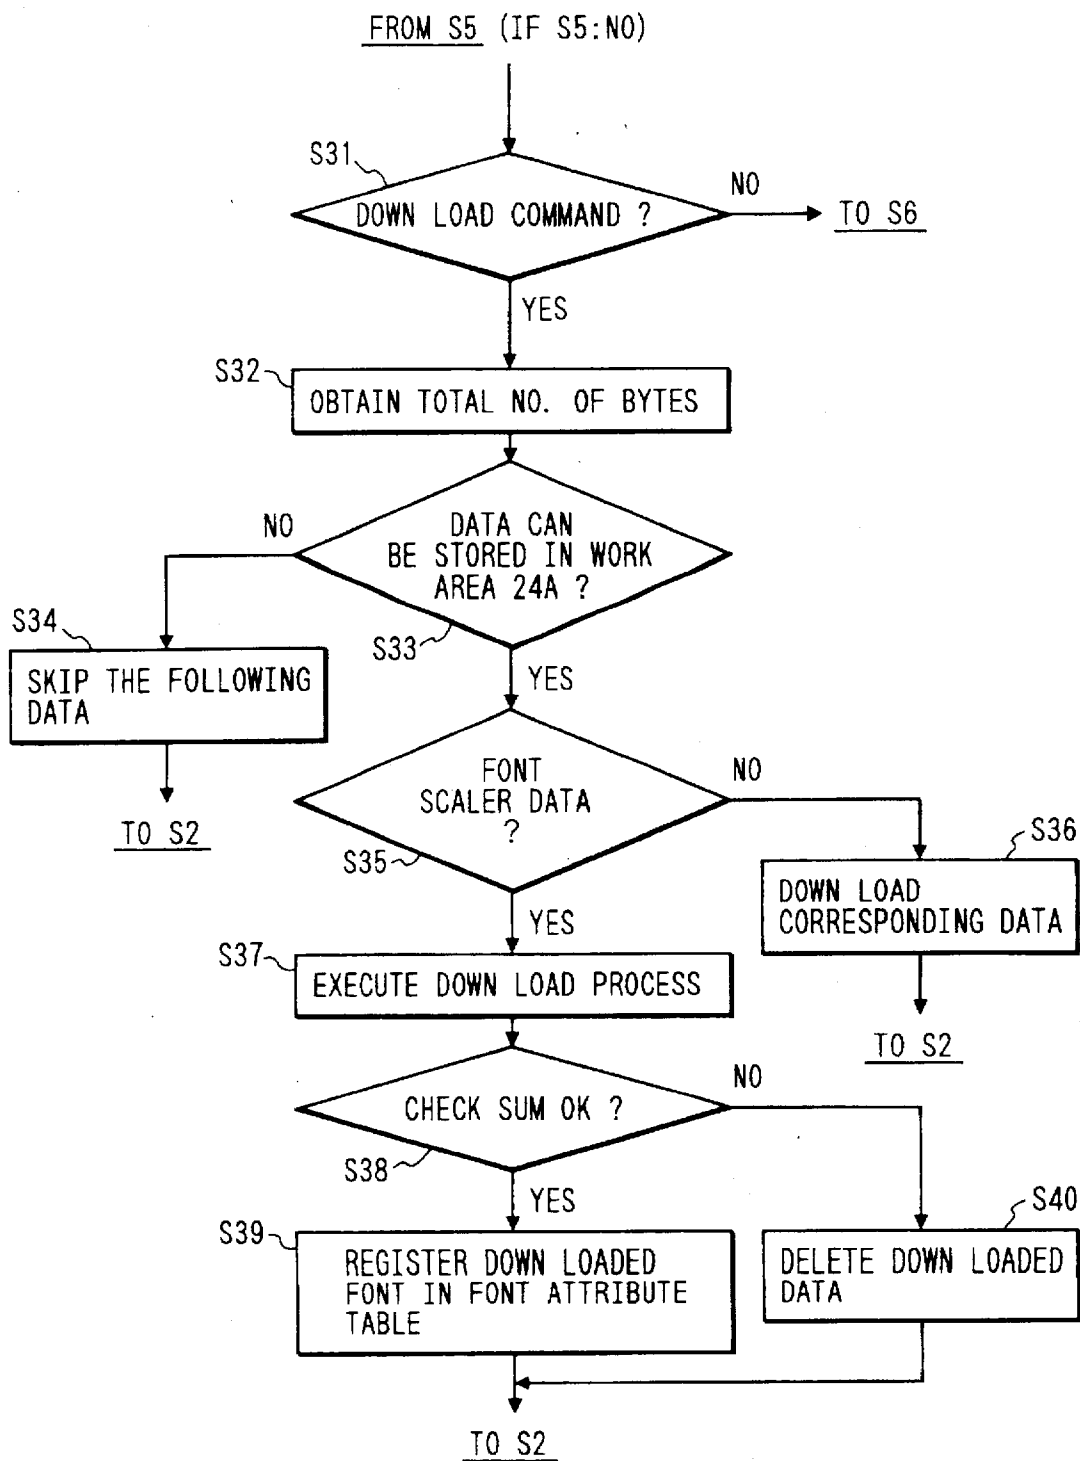 FROM S5 (IF S5:NO)
S31
DOWN LOAD COMMAND ?
NO
TO S6
YES
S32
OBTAIN TOTAL NO. OF BYTES
NO
DATA CAN
BE STORED IN WORK
AREA 24A ?
S33
S34
SKIP THE FOLLOWING
DATA
TO S2
YES
FONT
SCALER DATA
?
S35
NO
S36
DOWN LOAD
CORRESPONDING DATA
TO S2
YES
S37
EXECUTE DOWN LOAD PROCESS
CHECK SUM OK ?
S38
NO
YES
S39
REGISTER DOWN LOADED
FONT IN FONT ATTRIBUTE
TABLE
S40
DELETE DOWN LOADED
DATA
TO S2